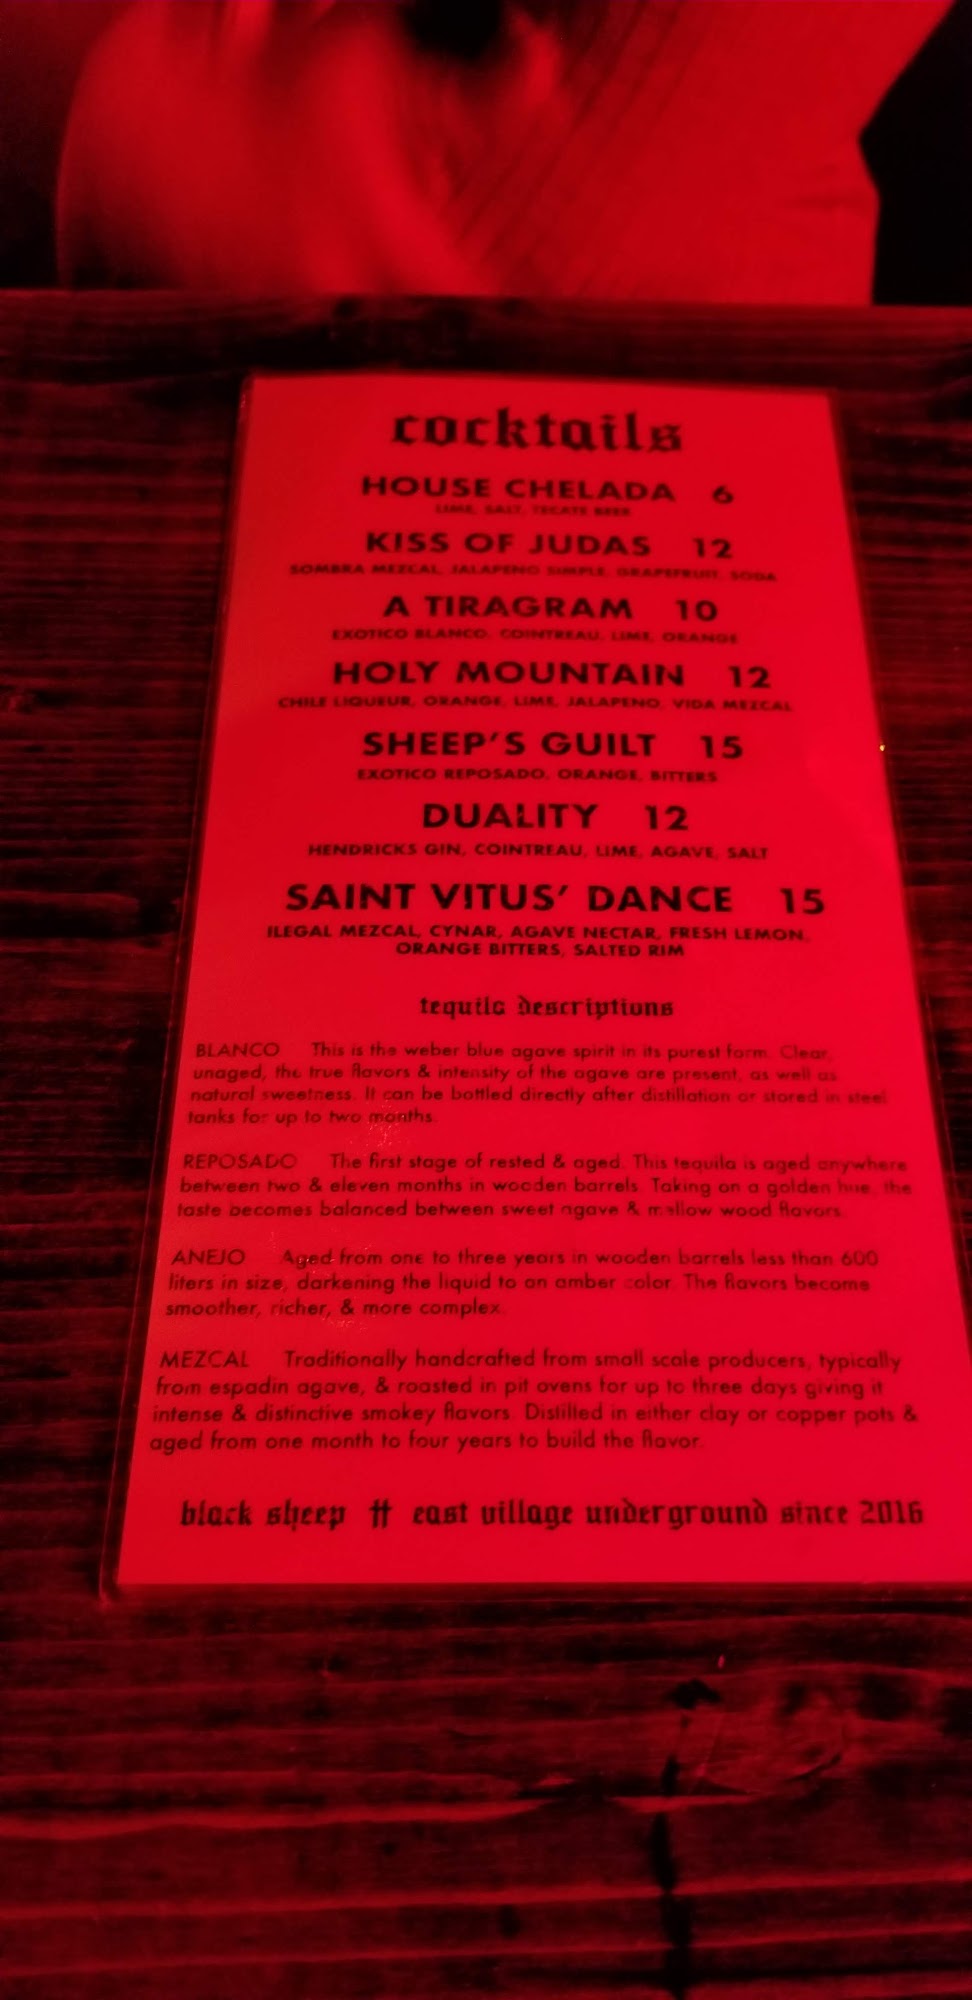 cocktails
HOUSE CHELADA 6
LIME, SALT, TECATE BEER
KISS OF JUDAS 12
SOMBRA MEZCAL, JALAPENO SIMPLE, GRAPEFRUIT, SODA
A TIRAGRAM 10
EXOTICO BLANCO, COINTREAU, LIME, ORANGE
HOLY MOUNTAIN 12
CHILE LIQUEUR, ORANGE, LIME, JALAPENO, VIDA MEZCAL
SHEEP'S GUILT 15
EXOTICO REPOSADO, ORANGE, BITTERS
DUALITY 12
HENDRICKS GIN, COINTREAU, LIME, AGAVE, SALT
SAINT VITUS' DANCE 15
ILEGAL MEZCAL, CYNAR, AGAVE NECTAR, FRESH LEMON,
ORANGE BITTERS, SALTED RIM
tequila descriptions
BLANCO This is the weber blue agave spirit in its purest form. Clear,
unaged, the true flavors & intensity of the agave are present, as well as
natural sweetness. It can be bottled directly after distillation or stored in steel
tanks for up to two months.
REPOSADO The first stage of rested & aged. This tequila is aged anywhere
between two & eleven months in wooden barrels. Taking on a golden hue, the
taste becomes balanced between sweet agave & mellow wood flavors.
ANEJO Aged from one to three years in wooden barrels less than 600
liters in size, darkening the liquid to an amber color. The flavors become
smoother, richer, & more complex.
MEZCAL Traditionally handcrafted from small scale producers, typically
from espadin agave, & roasted in pit ovens for up to three days giving it
intense & distinctive smokey flavors. Distilled in either clay or copper pots &
aged from one month to four years to build the flavor.
black sheep east village underground since 2016